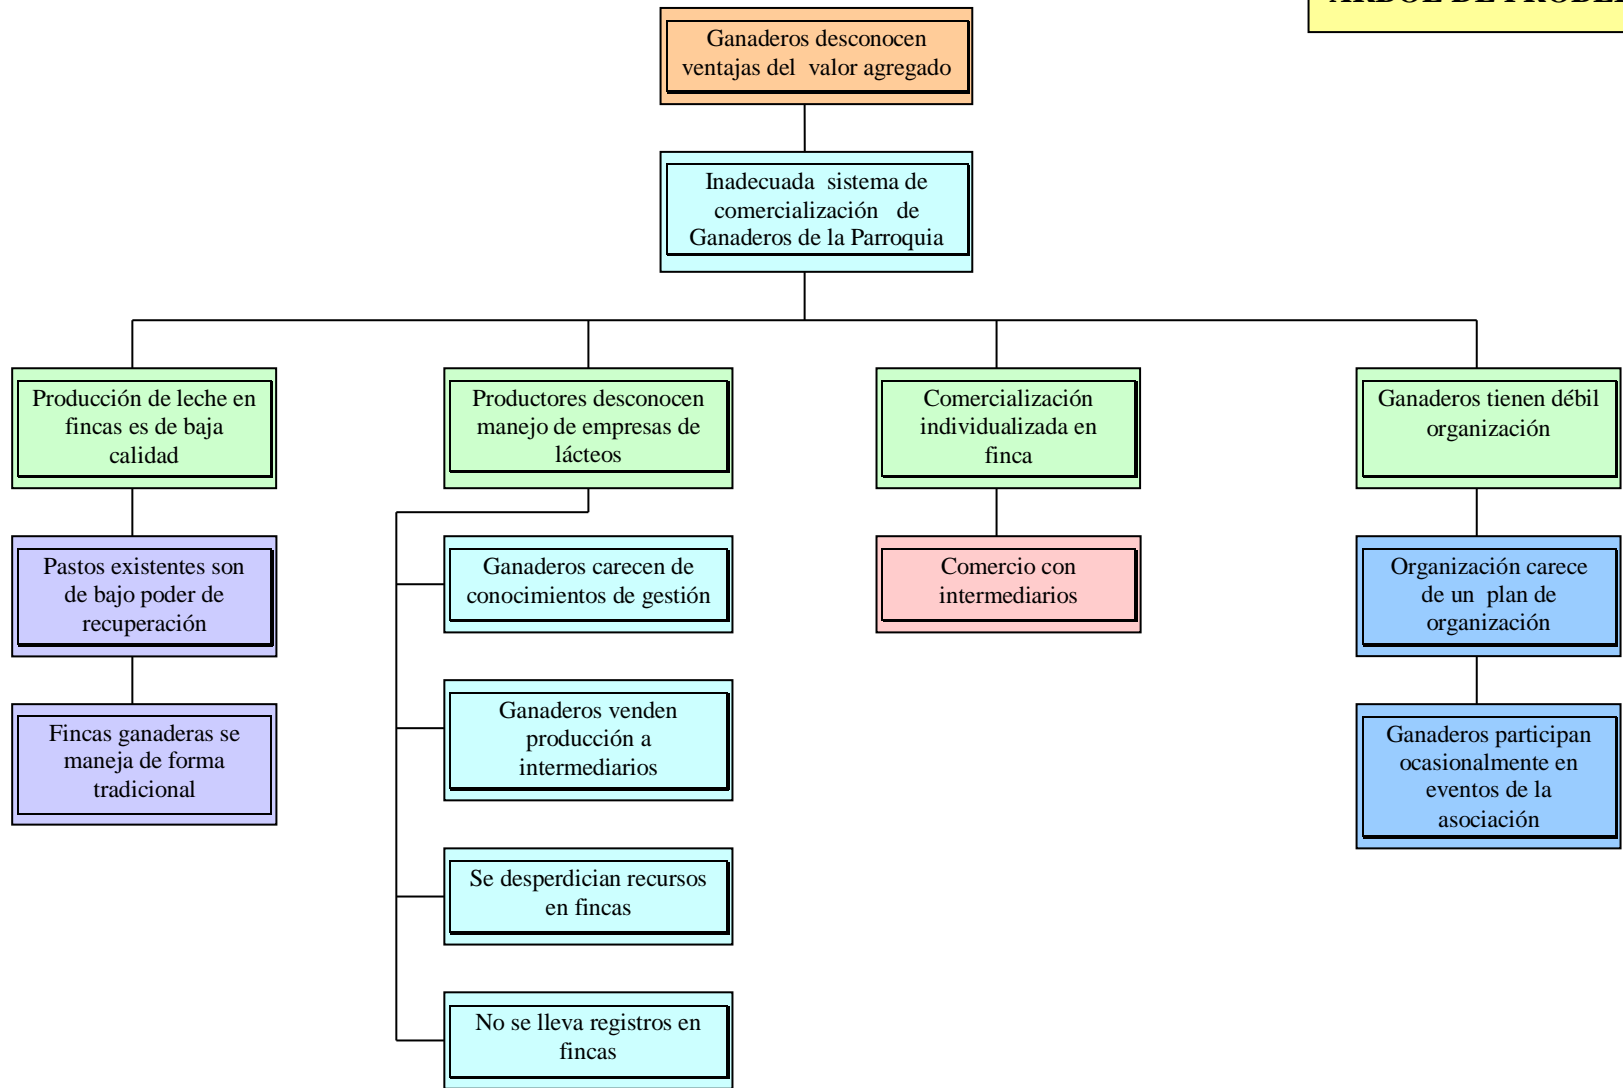 ÁRBOL DE
Ganaderos desconocen
ventajas del valor agregado
Inadecuada sistema de
comercialización de
Ganaderos de la Parroquia
Producción de leche en
fincas es de baja
calidad
Productores desconocen
manejo de empresas de
lácteos
Comercialización
individualizada en
finca
Ganaderos tienen débil
organización
Pastos existentes son
de bajo poder de
recuperación
Ganaderos carecen de
conocimientos de gestión
Comercio con
intermediarios
Organización carece
de un plan de
organización
Fincas ganaderas se
maneja de forma
tradicional
Ganaderos venden
producción a
intermediarios
Ganaderos participan
ocasionalmente en
eventos de la
asociación
Se desperdician recursos
en fincas
No se lleva registros en
fincas